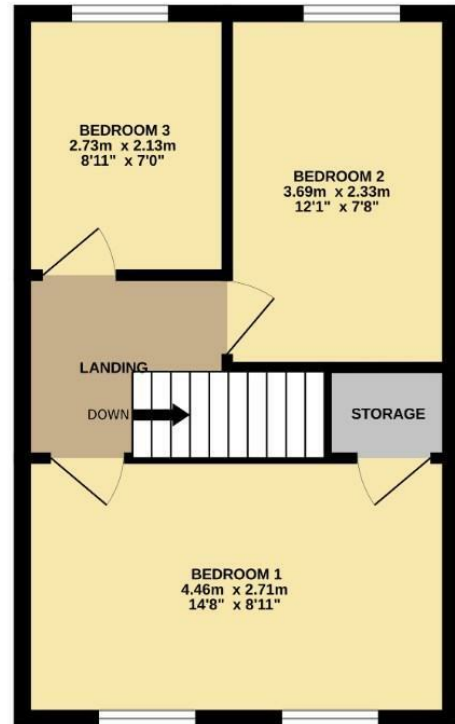 BEDROOM 3
2.73m x 2.13m
8'11" x 7'0"
BEDROOM 2
3.69m x 2.33m
12'1" x 7'8"
LANDING
DOWN
STORAGE
BEDROOM 1
4.46m x 2.71m
14'8" x 8'11"